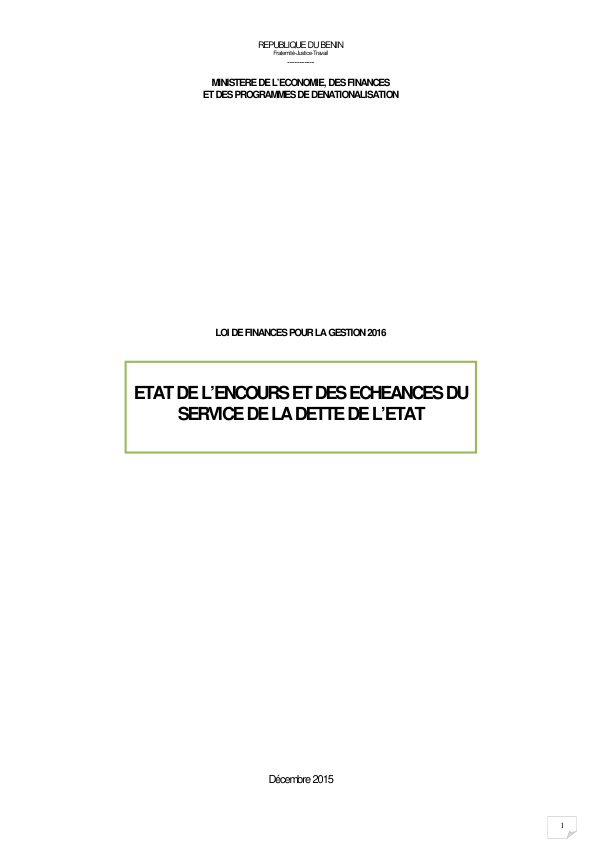 REPUBLIQUE DU BENIN
Fraternité-Justice-Travail
-----------
MINISTERE DE L'ECONOMIE, DES FINANCES
ET DES PROGRAMMES DE DENATIONALISATION
LOI DE FINANCES POUR LA GESTION 2016
ETAT DE L'ENCOURS ET DES ECHEANCES DU
SERVICE DE LA DETTE DE L'ETAT
Décembre 2015
1